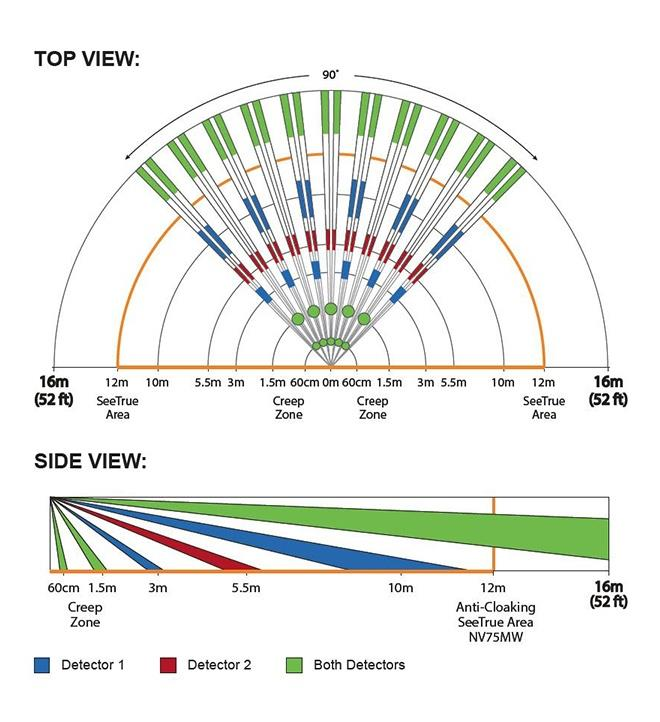 TOP VIEW:
90°
16m 12m 10m 5.5m 3m 1.5m 60cm 0m 60cm 1.5m 3m 5.5m 10m 12m 16m
(52 ft) SeeTrue Creep Creep SeeTrue (52 ft)
Area Zone Zone Area
SIDE VIEW:
60cm 1.5m 3m 5.5m 10m 12m 16m
(52 ft)
Creep Anti-Cloaking
Zone SeeTrue Area
NV75MW
Detector 1 Detector 2 Both Detectors